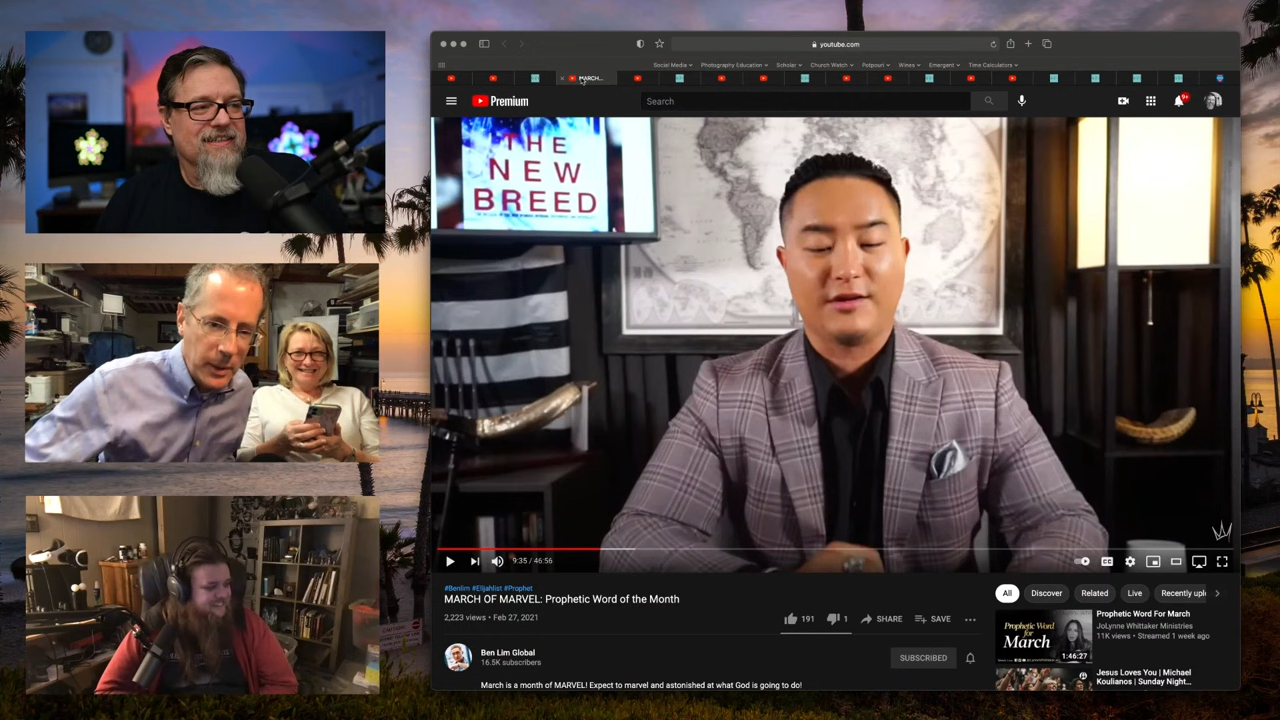 youtube.com
Social Media
Photography Education
Scholar
Church Watch
Potpouri
Wines
Emergent
Time Calculators
MARCH...
Premium
Search
9+
THE
NEW
BREED
9:35 / 46:56
#Benlim #Elijahlist #Prophet
MARCH OF MARVEL: Prophetic Word of the Month
2,223 views • Feb 27, 2021
191
1
SHARE
SAVE
Ben Lim Global
16.5K subscribers
SUBSCRIBED
March is a month of MARVEL! Expect to marvel and astonished at what God is going to do!
All
Discover
Related
Live
Recently upl
Prophetic
Word for
March
1:46:27
Prophetic Word For March
JoLynne Whittaker Ministries
11K views • Streamed 1 week ago
Jesus Loves You | Michael
Koulianos | Sunday Night...